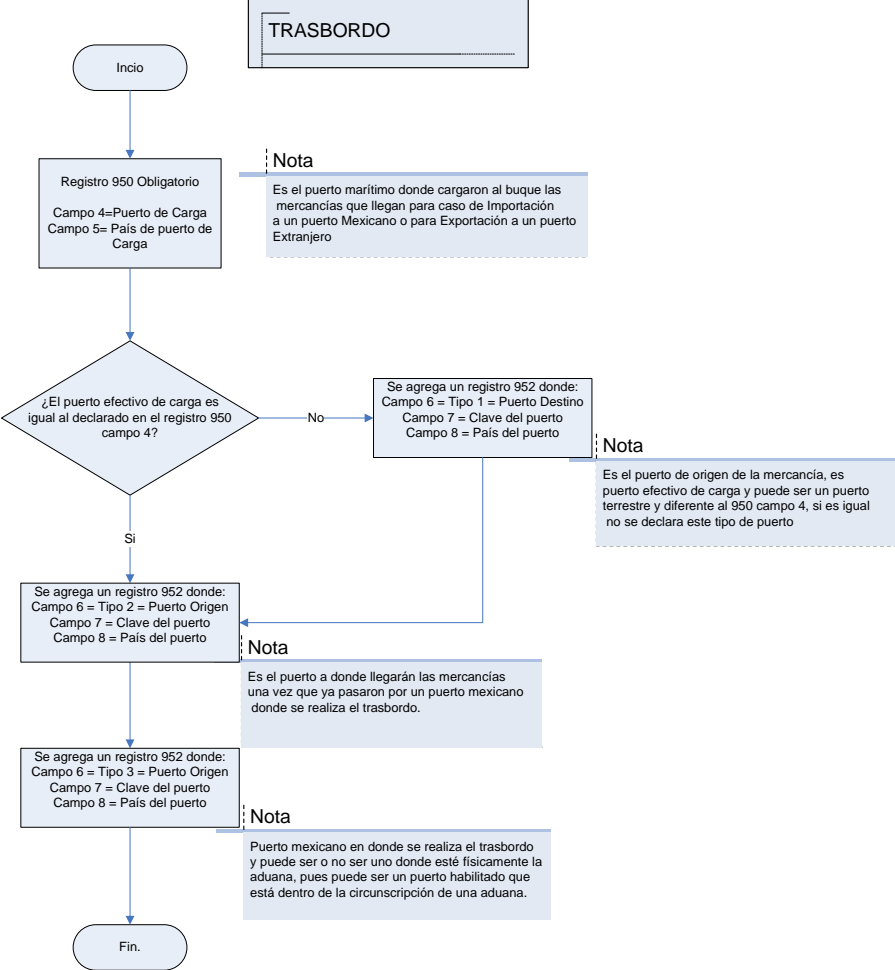 TRASBORDO
Incio
Registro 950 Obligatorio
Campo 4=Puerto de Carga
Campo 5= País de puerto de
Carga
Nota
Es el puerto marítimo donde cargaron al buque las
mercancías que llegan para caso de Importación
a un puerto Mexicano o para Exportación a un puerto
Extranjero
¿El puerto efectivo de carga es
igual al declarado en el registro 950
campo 4?
No
Se agrega un registro 952 donde:
Campo 6 = Tipo 1 = Puerto Destino
Campo 7 = Clave del puerto
Campo 8 = País del puerto
Nota
Es el puerto de origen de la mercancía, es
puerto efectivo de carga y puede ser un puerto
terrestre y diferente al 950 campo 4, si es igual
no se declara este tipo de puerto
Si
Se agrega un registro 952 donde:
Campo 6 = Tipo 2 = Puerto Origen
Campo 7 = Clave del puerto
Campo 8 = País del puerto
Nota
Es el puerto a donde llegarán las mercancías
una vez que ya pasaron por un puerto mexicano
donde se realiza el trasbordo.
Se agrega un registro 952 donde:
Campo 6 = Tipo 3 = Puerto Origen
Campo 7 = Clave del puerto
Campo 8 = País del puerto
Nota
Puerto mexicano en donde se realiza el trasbordo
y puede ser o no ser uno donde esté físicamente la
aduana, pues puede ser un puerto habilitado que
está dentro de la circunscripción de una aduana.
Fin.